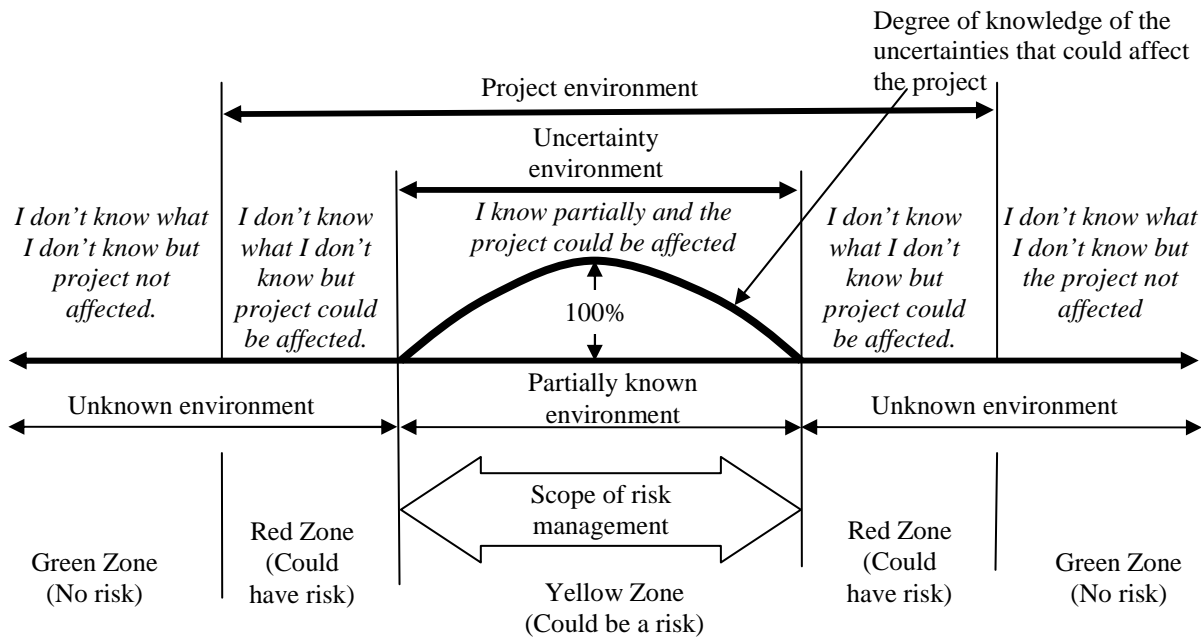 Degree of knowledge of the
uncertainties that could affect
the project
Project environment
Uncertainty
environment
I don't know what
I don't know but
project not
affected.
I don't know
what I don't
know but
project could
be affected.
I know partially and the
project could be affected
I don't know
what I don't
know but
project could
be affected.
I don't know what
I don't know but
the project not
affected
100%
Unknown environment
Partially known
environment
Unknown environment
Scope of risk
management
Green Zone
(No risk)
Red Zone
(Could
have risk)
Yellow Zone
(Could be a risk)
Red Zone
(Could
have risk)
Green Zone
(No risk)